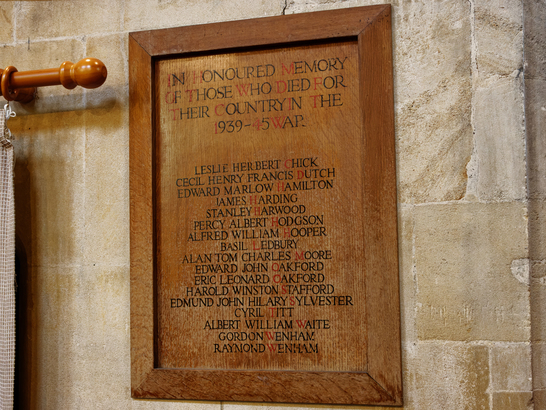 IN HONOURED MEMORY
OF THOSE WHO DIED FOR
THEIR COUNTRY IN THE
1939-45 WAR.
LESLIE HERBERT CHICK
CECIL HENRY FRANCIS DUTCH
EDWARD MARLOW HAMILTON
JAMES HARDING
STANLEY HARWOOD
PERCY ALBERT HODGSON
ALFRED WILLIAM HOOPER
BASIL LEDBURY
ALAN TOM CHARLES MOORE
EDWARD JOHN OAKFORD
ERIC LEONARD OAKFORD
HAROLD WINSTON STAFFORD
EDMUND JOHN HILARY SYLVESTER
CYRIL TITT
ALBERT WILLIAM WAITE
GORDON WENHAM
RAYMOND WENHAM